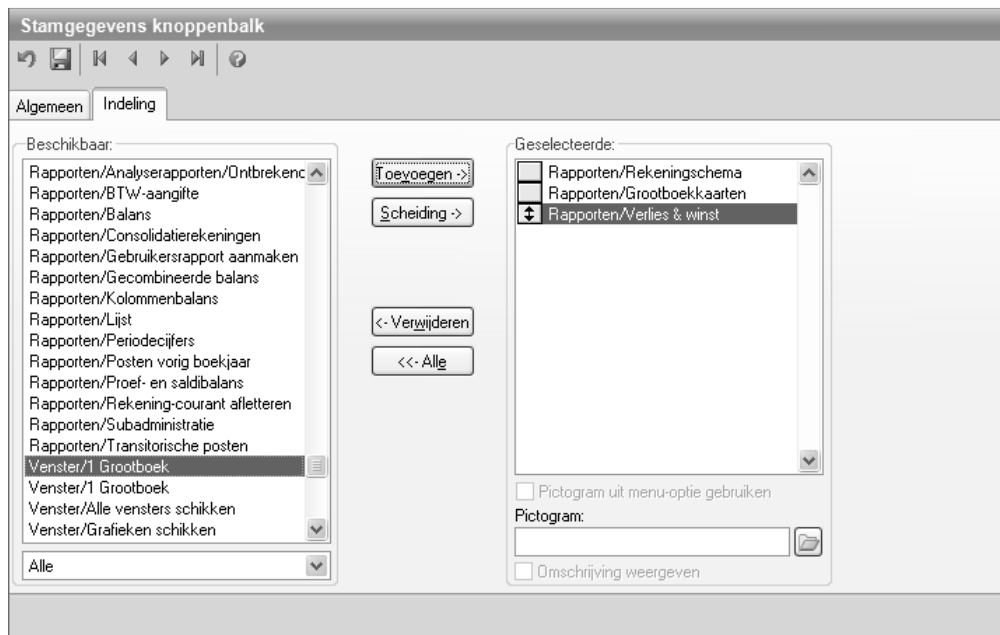 Stamgegevens knoppenbalk
Algemeen
Indeling
Beschikbaar:
Rapporten/Analyserapporten/Ontbrekenc
Rapporten/BTW-aangifte
Rapporten/Balans
Rapporten/Consolidatierekeningen
Rapporten/Gebruikersrapport aanmaken
Rapporten/Gecombineerde balans
Rapporten/Kolommenbalans
Rapporten/Lijst
Rapporten/Periodecijfers
Rapporten/Posten vorig boekjaar
Rapporten/Proef- en saldibalans
Rapporten/Rekening-courant afletteren
Rapporten/Subadministratie
Rapporten/Transitorische posten
Venster/1 Grootboek
Venster/1 Grootboek
Venster/Alle vensters schikken
Venster/Grafieken schikken
Alle
Toevoegen ->
Scheiding ->
<- Verwijderen
<<- Alle
Geselecteerde:
Rapporten/Rekeningschema
Rapporten/Grootboekkaarten
Rapporten/Verlies & winst
Pictogram uit menu-optie gebruiken
Pictogram:
Omschrijving weergeven